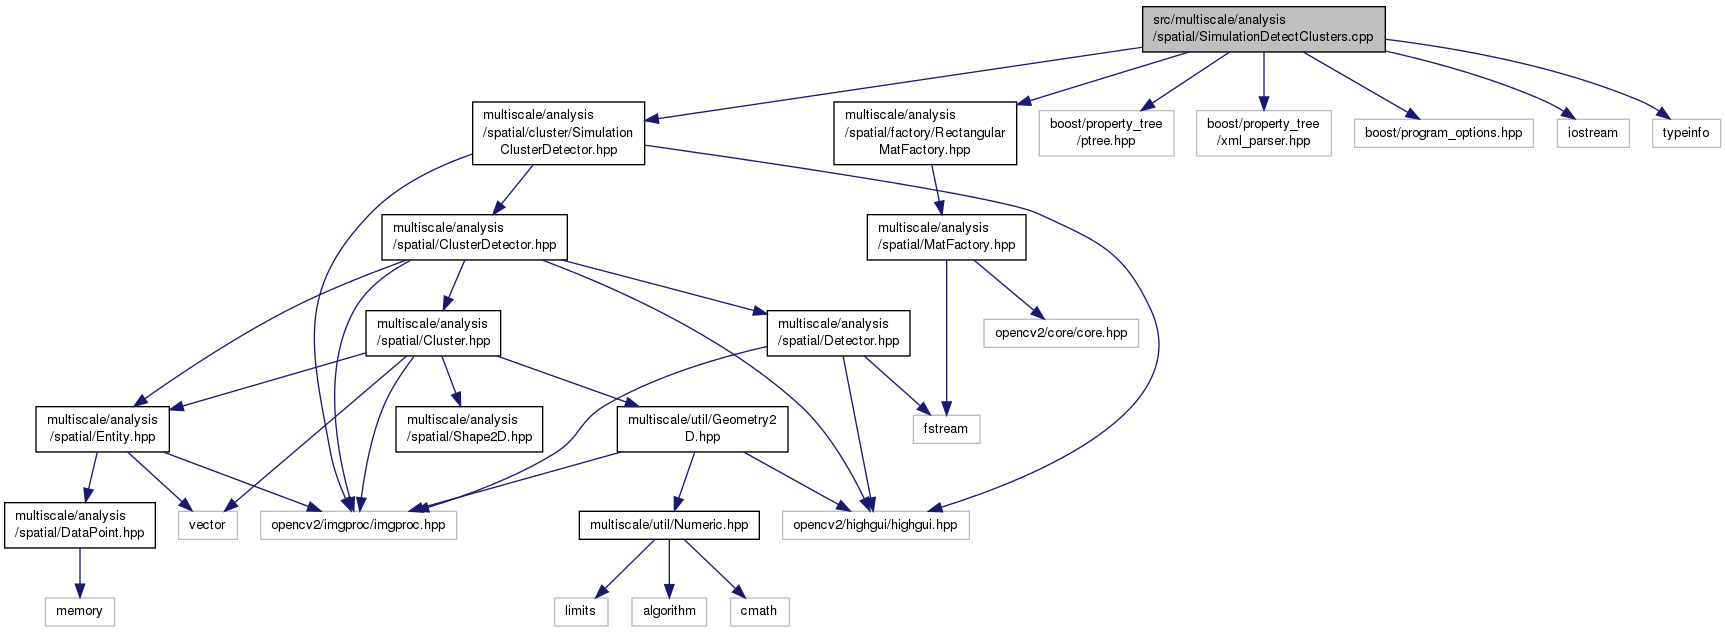 src/multiscale/analysis
/spatial/SimulationDetectClusters.cpp
multiscale/analysis
/spatial/cluster/Simulation
ClusterDetector.hpp
multiscale/analysis
/spatial/factory/Rectangular
MatFactory.hpp
boost/property_tree
/ptree.hpp
boost/property_tree
/xml_parser.hpp
boost/program_options.hpp
iostream
typeinfo
multiscale/analysis
/spatial/ClusterDetector.hpp
multiscale/analysis
/spatial/MatFactory.hpp
multiscale/analysis
/spatial/Cluster.hpp
multiscale/analysis
/spatial/Detector.hpp
opencv2/core/core.hpp
multiscale/analysis
/spatial/Entity.hpp
multiscale/analysis
/spatial/Shape2D.hpp
multiscale/util/Geometry2
D.hpp
fstream
multiscale/analysis
/spatial/DataPoint.hpp
vector
opencv2/imgproc/imgproc.hpp
multiscale/util/Numeric.hpp
opencv2/highgui/highgui.hpp
memory
limits
algorithm
cmath